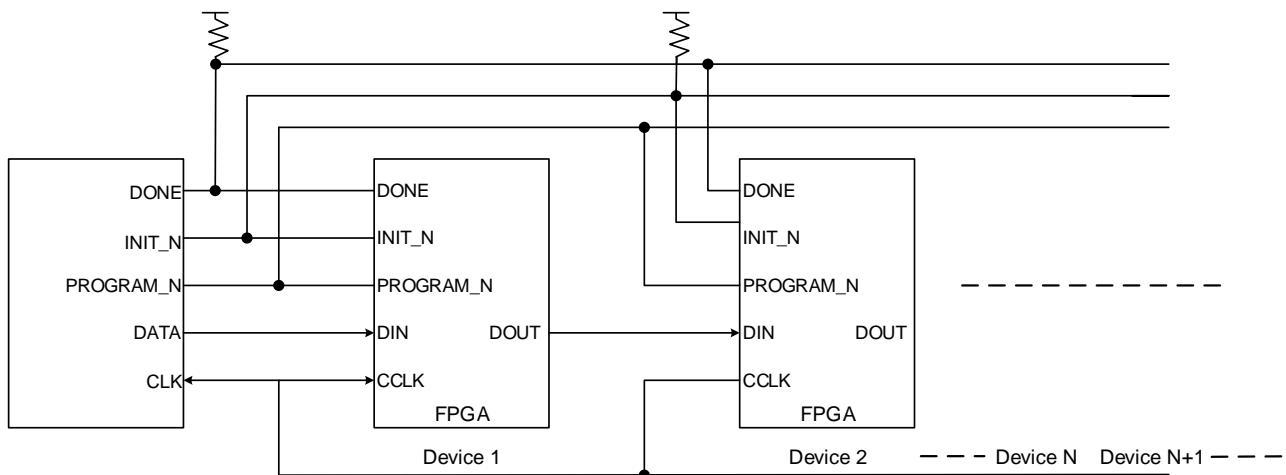 DONE
INIT_N
PROGRAM_N
DATA
CLK
DONE
INIT_N
PROGRAM_N
DIN
DOUT
CCLK
FPGA
Device 1
DONE
INIT_N
PROGRAM_N
DIN
DOUT
CCLK
FPGA
Device 2
Device N
Device N+1